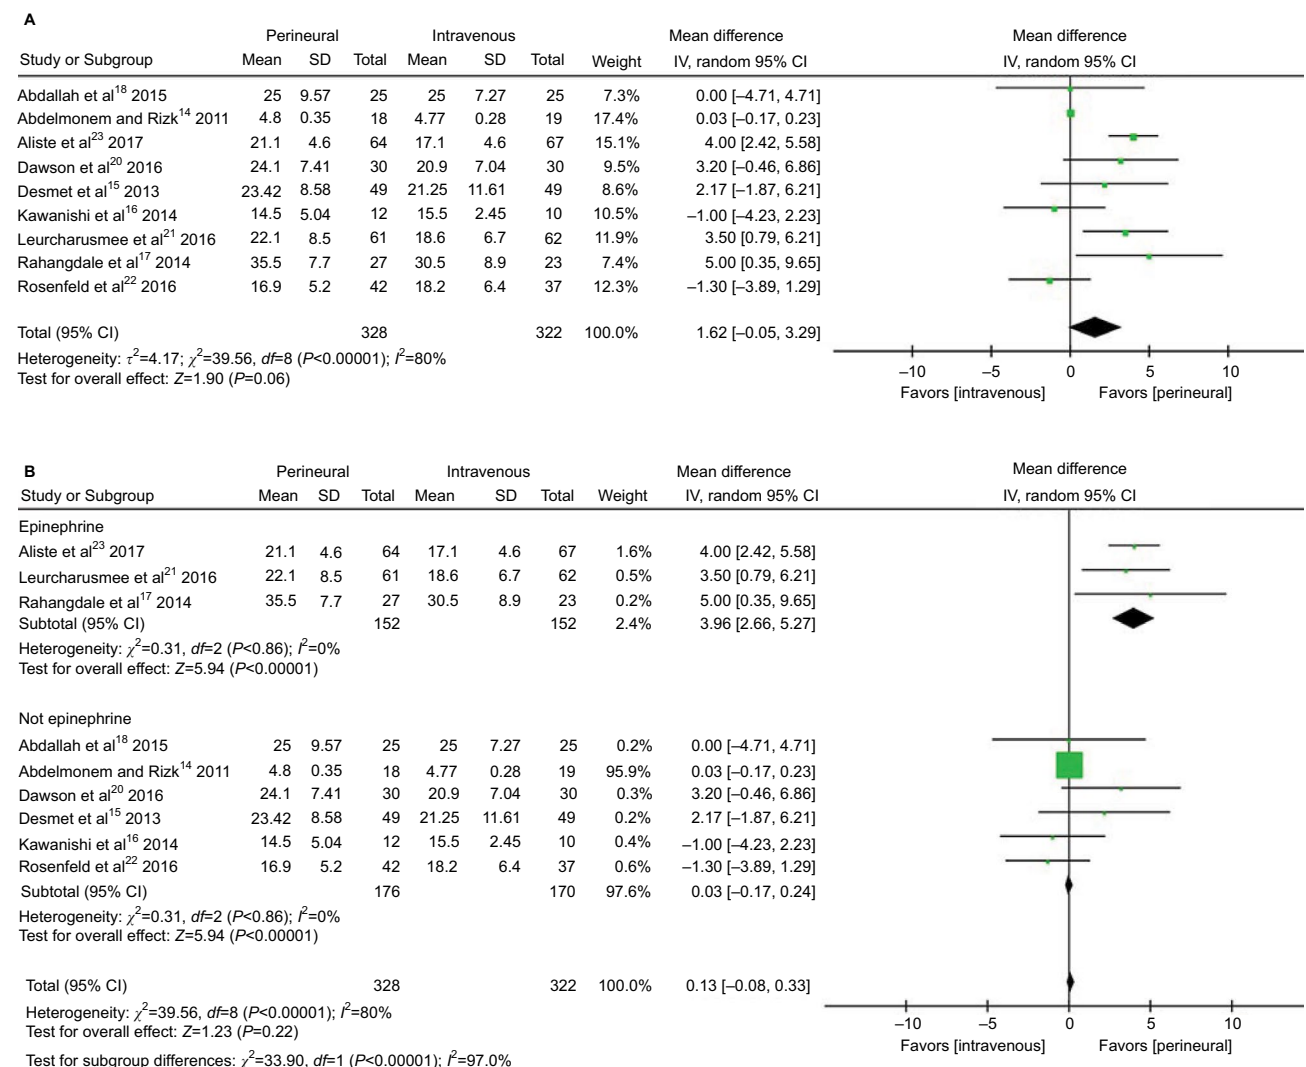 A
Perineural Intravenous Mean difference Mean difference
Study or Subgroup Mean SD Total Mean SD Total Weight IV, random 95% CI IV, random 95% CI
Abdallah et al18 2015 25 9.57 25 25 7.27 25 7.3% 0.00 [–4.71, 4.71]
Abdelmonem and Rizk14 2011 4.8 0.35 18 4.77 0.28 19 17.4% 0.03 [–0.17, 0.23]
Aliste et al23 2017 21.1 4.6 64 17.1 4.6 67 15.1% 4.00 [2.42, 5.58]
Dawson et al20 2016 24.1 7.41 30 20.9 7.04 30 9.5% 3.20 [–0.46, 6.86]
Desmet et al15 2013 23.42 8.58 49 21.25 11.61 49 8.6% 2.17 [–1.87, 6.21]
Kawanishi et al16 2014 14.5 5.04 12 15.5 2.45 10 10.5% –1.00 [–4.23, 2.23]
Leurcharusmee et al21 2016 22.1 8.5 61 18.6 6.7 62 11.9% 3.50 [0.79, 6.21]
Rahangdale et al17 2014 35.5 7.7 27 30.5 8.9 23 7.4% 5.00 [0.35, 9.65]
Rosenfeld et al22 2016 16.9 5.2 42 18.2 6.4 37 12.3% –1.30 [–3.89, 1.29]
Total (95% CI) 328 322 100.0% 1.62 [–0.05, 3.29]
Heterogeneity: τ2=4.17; χ2=39.56, df=8 (P<0.00001); I2=80%
Test for overall effect: Z=1.90 (P=0.06)
–10 –5 0 5 10
Favors [intravenous] Favors [perineural]
B
Perineural Intravenous Mean difference Mean difference
Study or Subgroup Mean SD Total Mean SD Total Weight IV, random 95% CI IV, random 95% CI
Epinephrine
Aliste et al23 2017 21.1 4.6 64 17.1 4.6 67 1.6% 4.00 [2.42, 5.58]
Leurcharusmee et al21 2016 22.1 8.5 61 18.6 6.7 62 0.5% 3.50 [0.79, 6.21]
Rahangdale et al17 2014 35.5 7.7 27 30.5 8.9 23 0.2% 5.00 [0.35, 9.65]
Subtotal (95% CI) 152 152 2.4% 3.96 [2.66, 5.27]
Heterogeneity: χ2=0.31, df=2 (P<0.86); I2=0%
Test for overall effect: Z=5.94 (P<0.00001)
Not epinephrine
Abdallah et al18 2015 25 9.57 25 25 7.27 25 0.2% 0.00 [–4.71, 4.71]
Abdelmonem and Rizk14 2011 4.8 0.35 18 4.77 0.28 19 95.9% 0.03 [–0.17, 0.23]
Dawson et al20 2016 24.1 7.41 30 20.9 7.04 30 0.3% 3.20 [–0.46, 6.86]
Desmet et al15 2013 23.42 8.58 49 21.25 11.61 49 0.2% 2.17 [–1.87, 6.21]
Kawanishi et al16 2014 14.5 5.04 12 15.5 2.45 10 0.4% –1.00 [–4.23, 2.23]
Rosenfeld et al22 2016 16.9 5.2 42 18.2 6.4 37 0.6% –1.30 [–3.89, 1.29]
Subtotal (95% CI) 176 170 97.6% 0.03 [–0.17, 0.24]
Heterogeneity: χ2=0.31, df=2 (P<0.86); I2=0%
Test for overall effect: Z=5.94 (P<0.00001)
Total (95% CI) 328 322 100.0% 0.13 [–0.08, 0.33]
Heterogeneity: χ2=39.56, df=8 (P<0.00001); I2=80%
Test for overall effect: Z=1.23 (P=0.22)
Test for subgroup differences: χ2=33.90, df=1 (P<0.00001); I2=97.0%
–10 –5 0 5 10
Favors [intravenous] Favors [perineural]